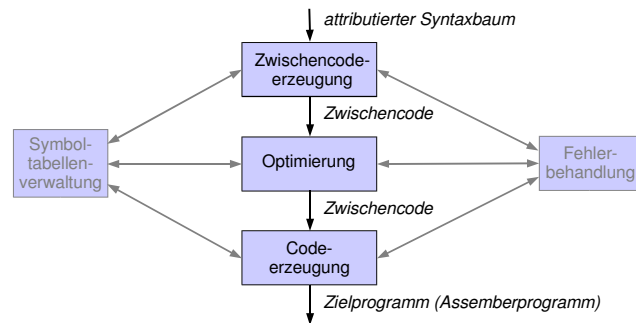 attributierter Syntaxbaum
Zwischencode-
erzeugung
Zwischencode
Symbol-
tabellen-
verwaltung
Optimierung
Fehler-
behandlung
Zwischencode
Code-
erzeugung
Zielprogramm (Assemberprogramm)